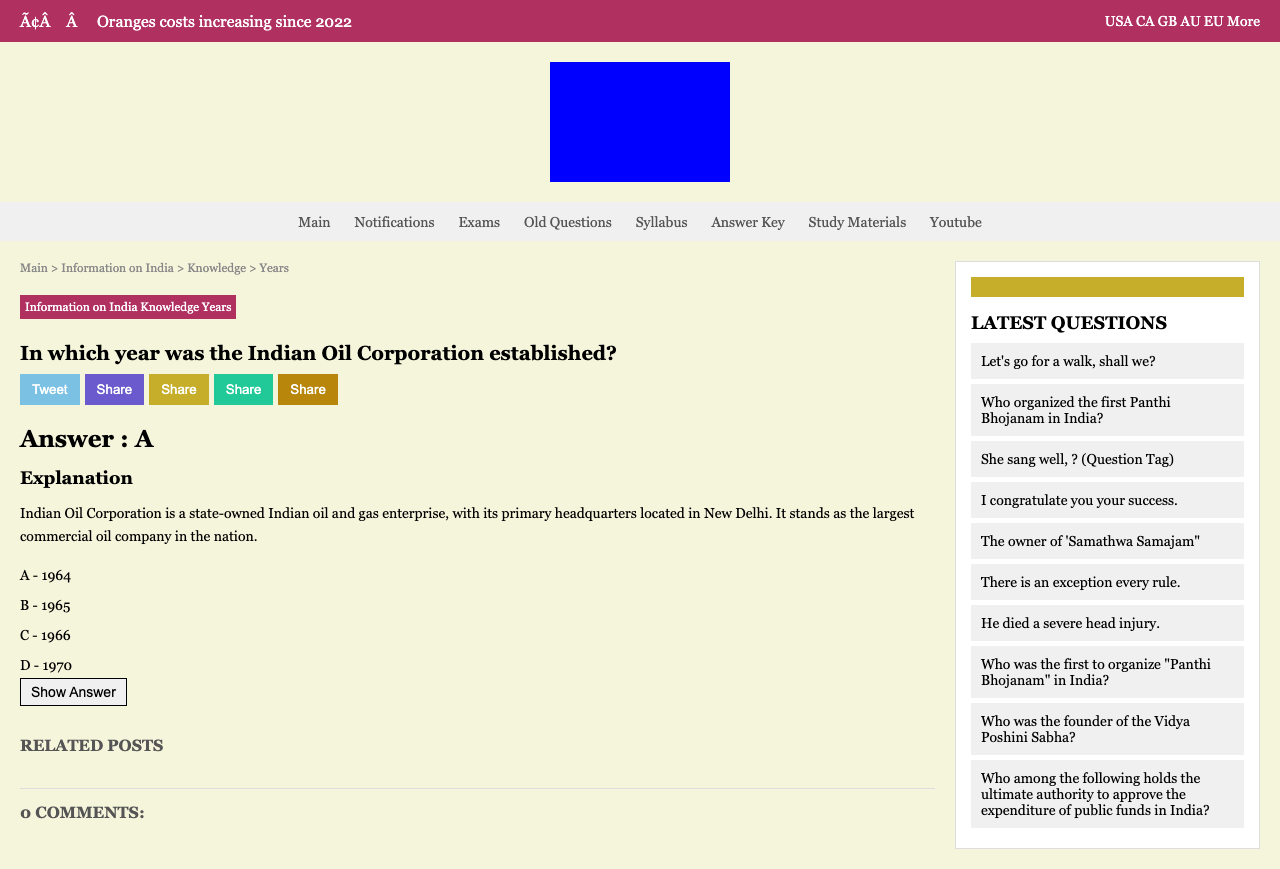 Ã¢Â Â Oranges costs increasing since 2022
USA CA GB AU EU More
Main Notifications Exams Old Questions Syllabus Answer Key Study Materials Youtube
Main > Information on India > Knowledge > Years
Information on India Knowledge Years
In which year was the Indian Oil Corporation established?
Tweet Share Share Share Share
Answer : A
Explanation
Indian Oil Corporation is a state-owned Indian oil and gas enterprise, with its primary headquarters located in New Delhi. It stands as the largest
commercial oil company in the nation.
A - 1964
B - 1965
C - 1966
D - 1970
Show Answer
RELATED POSTS
0 COMMENTS:
LATEST QUESTIONS
Let's go for a walk, shall we?
Who organized the first Panthi
Bhojanam in India?
She sang well, ? (Question Tag)
I congratulate you your success.
The owner of 'Samathwa Samajam"
There is an exception every rule.
He died a severe head injury.
Who was the first to organize "Panthi
Bhojanam" in India?
Who was the founder of the Vidya
Poshini Sabha?
Who among the following holds the
ultimate authority to approve the
expenditure of public funds in India?